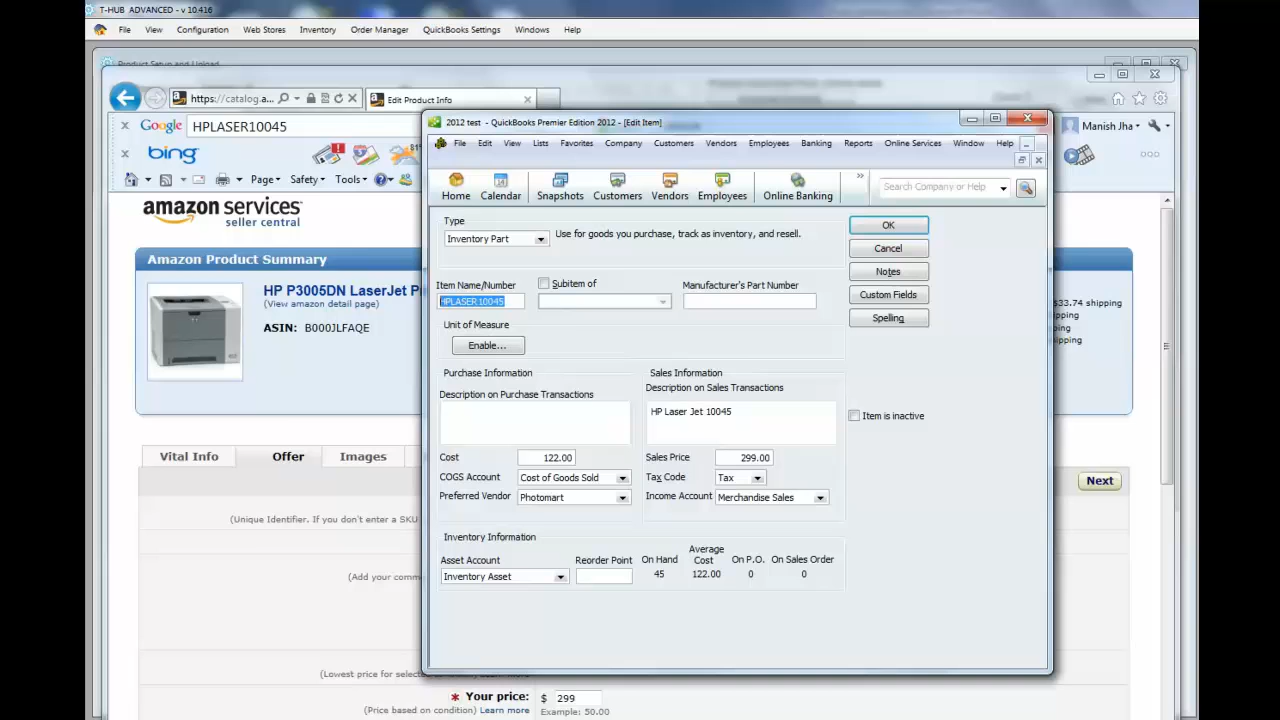 T-HUB ADVANCED - v 10.416
File View Configuration Web Stores Inventory Order Manager QuickBooks Settings Windows Help
Product Setup and Upload
https://catalog.a... Edit Product Info
Google HPLASER10045
Manish Jha
bing 81°
Page Safety Tools
amazon services
seller central
Amazon Product Summary
HP P3005DN LaserJet P
(View amazon detail page)
ASIN: B000JLFAQE
$33.74 shipping
pping
ping
ping
Vital Info Offer Images
Next
(Unique Identifier. If you don't enter a SKU
(Add your comm
(Lowest price for selec
* Your price: $ 299
(Price based on condition) Learn more Example: 50.00
2012 test - QuickBooks Premier Edition 2012 - [Edit Item]
File Edit View Lists Favorites Company Customers Vendors Employees Banking Reports Online Services Window Help
Home Calendar Snapshots Customers Vendors Employees Online Banking » Search Company or Help
Type
Inventory Part Use for goods you purchase, track as inventory, and resell.
OK
Cancel
Notes
Custom Fields
Spelling
Item Name/Number Subitem of Manufacturer's Part Number
HPLASER10045
Unit of Measure
Enable...
Purchase Information Sales Information
Description on Purchase Transactions Description on Sales Transactions
HP Laser Jet 10045
Item is inactive
Cost 122.00 Sales Price 299.00
COGS Account Cost of Goods Sold Tax Code Tax
Preferred Vendor Photomart Income Account Merchandise Sales
Inventory Information
Asset Account Reorder Point On Hand Average Cost On P.O. On Sales Order
Inventory Asset 45 122.00 0 0